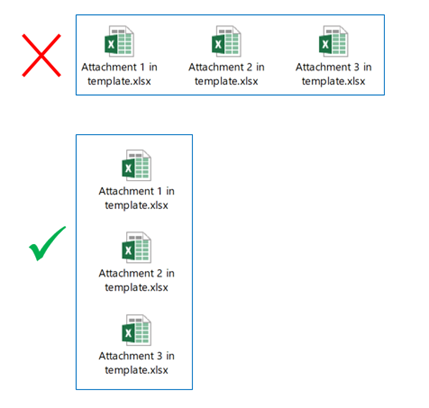 Attachment 1 in
template.xlsx
Attachment 2 in
template.xlsx
Attachment 3 in
template.xlsx
Attachment 1 in
template.xlsx
Attachment 2 in
template.xlsx
Attachment 3 in
template.xlsx